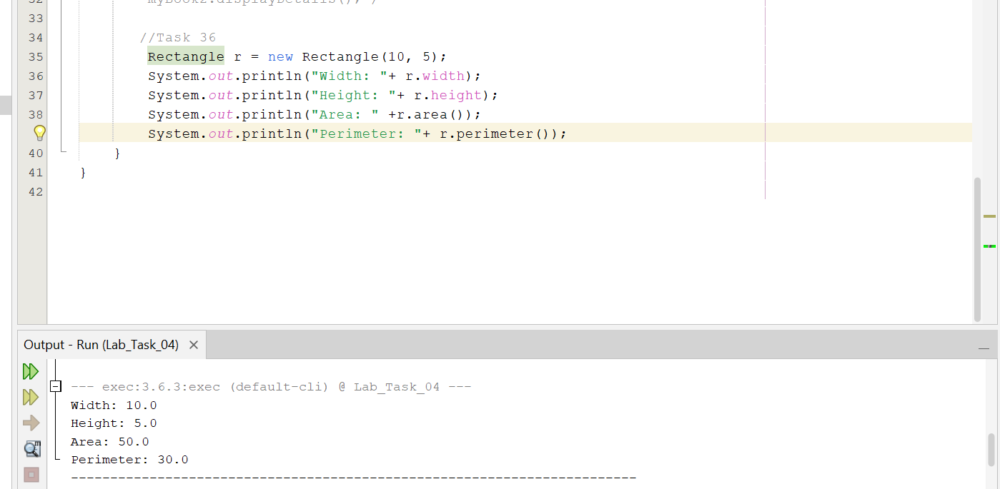 32 myBook2.displayDetails();*/
33
34 //Task 36
35 Rectangle r = new Rectangle(10, 5);
36 System.out.println("Width: "+ r.width);
37 System.out.println("Height: "+ r.height);
38 System.out.println("Area: " +r.area());
System.out.println("Perimeter: "+ r.perimeter());
40 }
41 }
42
Output - Run (Lab_Task_04)
--- exec:3.6.3:exec (default-cli) @ Lab_Task_04 ---
Width: 10.0
Height: 5.0
Area: 50.0
Perimeter: 30.0
------------------------------------------------------------------------